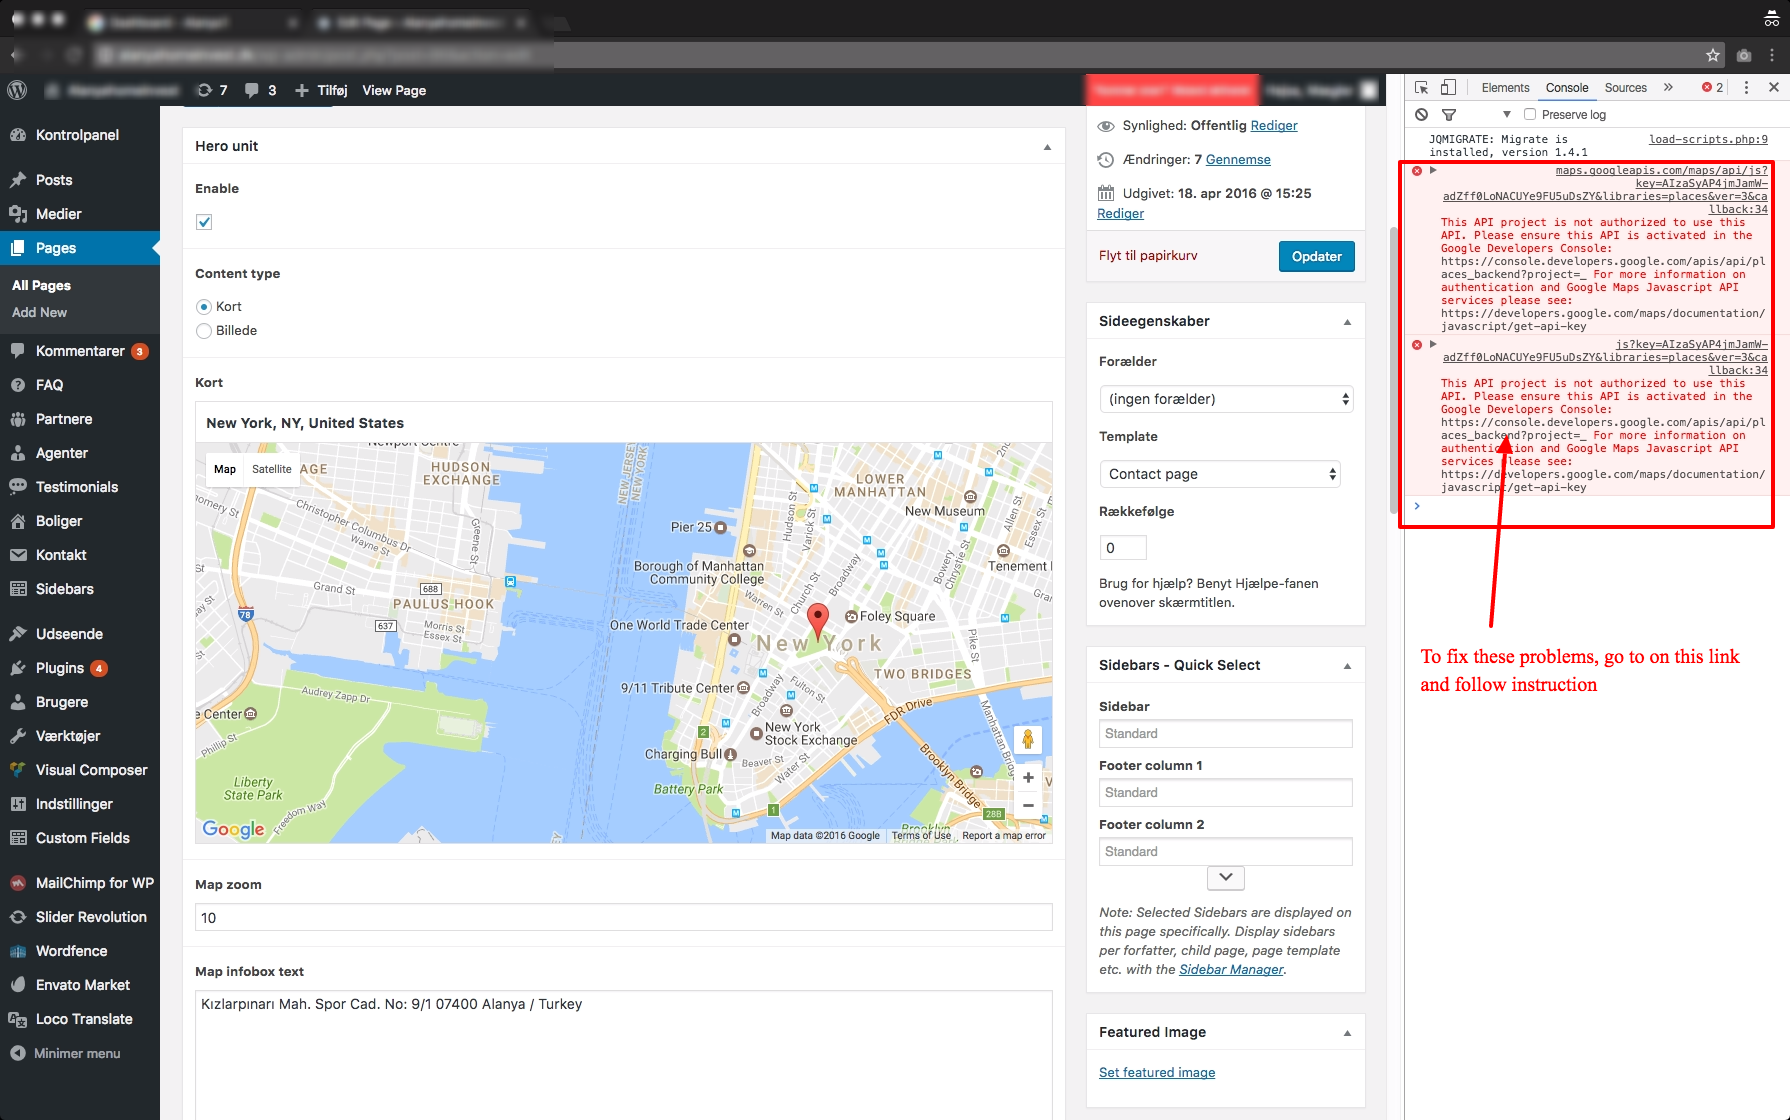 7
3
Tilføj
View Page
Kontrolpanel
Posts
Medier
Pages
All Pages
Add New
Kommentarer 3
FAQ
Partnere
Agenter
Testimonials
Boliger
Kontakt
Sidebars
Udseende
Plugins 4
Brugere
Værktøjer
Visual Composer
Indstillinger
Custom Fields
MailChimp for WP
Slider Revolution
Wordfence
Envato Market
Loco Translate
Minimer menu
Hero unit
Enable
Content type
Kort
Billede
Kort
New York, NY, United States
Newport Centre
Map
Satellite
HUDSON
EXCHANGE
LOWER
MANHATTAN
New Museum
Pier 25
Borough of Manhattan
Community College
Tenement
Christopher Columbus Dr
Wayne St
Greene St
Grand St
688
PAULUS HOOK
78
637
Morris St
Essex St
Hudson St
Varick St
Broadway
Bowery
Chrystie St
Allen St
Essex St
Warren St
Church St
Foley Square
One World Trade Center
New York
Pike St
TWO BRIDGES
9/11 Tribute Center
Broadway
Fulton St
FDR Drive
Manhattan Bridge
Audrey Zapp Dr
e Center
Phillip St
New York
Stock Exchange
2
Charging Bull
Beaver St
Water St
Brooklyn Bridge
Liberty
State Park
Freedom Way
Battery Park
1
28B
Google
Map data ©2016 Google
Terms of Use
Report a map error
Map zoom
10
Map infobox text
Kızlarpınarı Mah. Spor Cad. No: 9/1 07400 Alanya / Turkey
Synlighed: Offentlig Rediger
Ændringer: 7 Gennemse
Udgivet: 18. apr 2016 @ 15:25
Rediger
Flyt til papirkurv
Opdater
Sideegenskaber
Forælder
(ingen forælder)
Template
Contact page
Rækkefølge
0
Brug for hjælp? Benyt Hjælpe-fanen
ovenover skærmtitlen.
Sidebars - Quick Select
Sidebar
Standard
Footer column 1
Standard
Footer column 2
Standard
Note: Selected Sidebars are displayed on
this page specifically. Display sidebars
per forfatter, child page, page template
etc. with the Sidebar Manager.
Featured Image
Set featured image
Elements
Console
Sources
2
Preserve log
JQMIGRATE: Migrate is load-scripts.php:9
installed, version 1.4.1
maps.googleapis.com/maps/api/js?
key=AIzaSyAP4jmJamW-
adZff0LoNACUYe9FU5uDsZY&libraries=places&ver=3&ca
llback:34
This API project is not authorized to use this
API. Please ensure this API is activated in the
Google Developers Console:
https://console.developers.google.com/apis/api/pl
aces_backend?project=_ For more information on
authentication and Google Maps Javascript API
services please see:
https://developers.google.com/maps/documentation/
javascript/get-api-key
js?key=AIzaSyAP4jmJamW-
adZff0LoNACUYe9FU5uDsZY&libraries=places&ver=3&ca
llback:34
This API project is not authorized to use this
API. Please ensure this API is activated in the
Google Developers Console:
https://console.developers.google.com/apis/api/pl
aces_backend?project=_ For more information on
authentication and Google Maps Javascript API
services please see:
https://developers.google.com/maps/documentation/
javascript/get-api-key
To fix these problems, go to on this link
and follow instruction